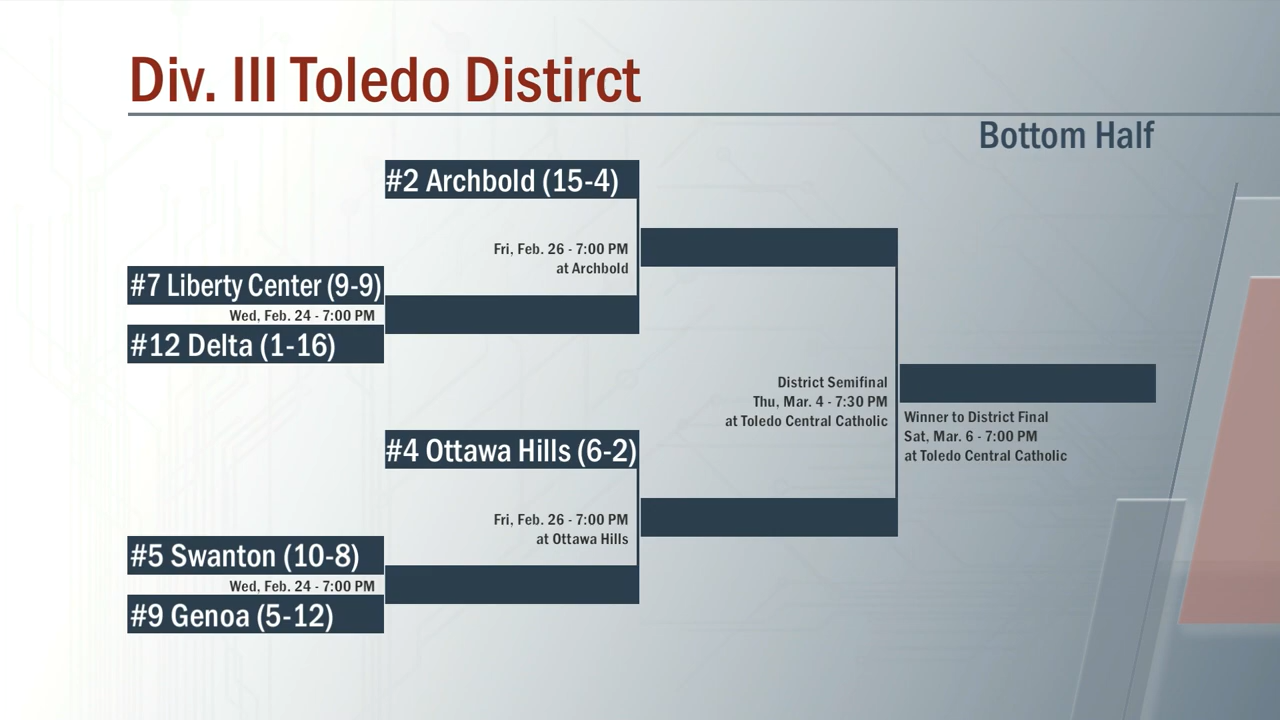 Div. III Toledo Distirct
Bottom Half
#2 Archbold (15-4)
Fri, Feb. 26 - 7:00 PM
at Archbold
#7 Liberty Center (9-9)
Wed, Feb. 24 - 7:00 PM
#12 Delta (1-16)
District Semifinal
Thu, Mar. 4 - 7:30 PM
at Toledo Central Catholic
Winner to District Final
Sat, Mar. 6 - 7:00 PM
at Toledo Central Catholic
#4 Ottawa Hills (6-2)
Fri, Feb. 26 - 7:00 PM
at Ottawa Hills
#5 Swanton (10-8)
Wed, Feb. 24 - 7:00 PM
#9 Genoa (5-12)